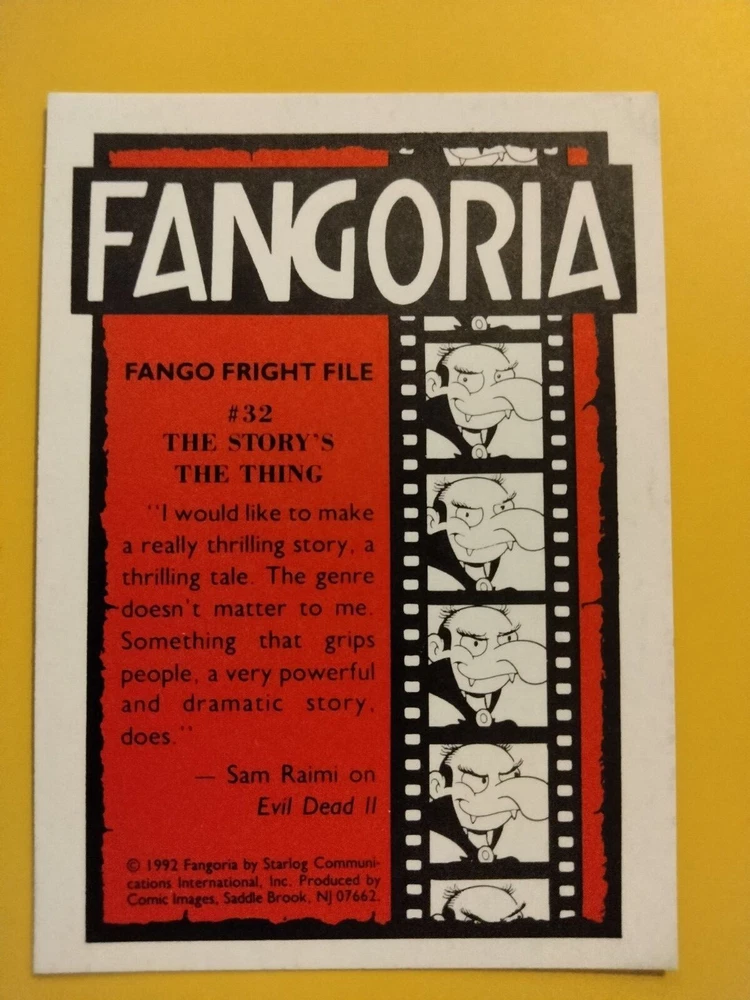 FANGORIA
FANGO FRIGHT FILE
#32
THE STORY'S
THE THING
"I would like to make
a really thrilling story, a
thrilling tale. The genre
doesn't matter to me.
Something that grips
people, a very powerful
and dramatic story,
does."
— Sam Raimi on
Evil Dead II
© 1992 Fangoria by Starlog Communi-
cations International, Inc. Produced by
Comic Images, Saddle Brook, NJ 07662.